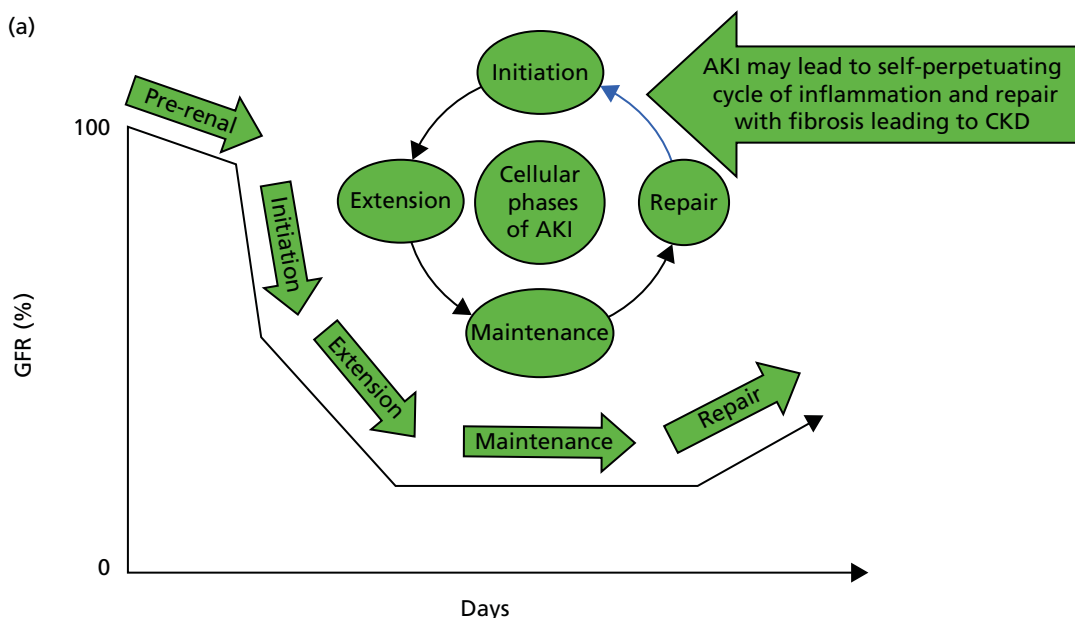 (a)
Initiation
AKI may lead to self-perpetuating
cycle of inflammation and repair
with fibrosis leading to CKD
Pre-renal
100
Extension
Cellular
phases
of AKI
Repair
Initiation
Maintenance
GFR (%)
Extension
Maintenance
Repair
0
Days